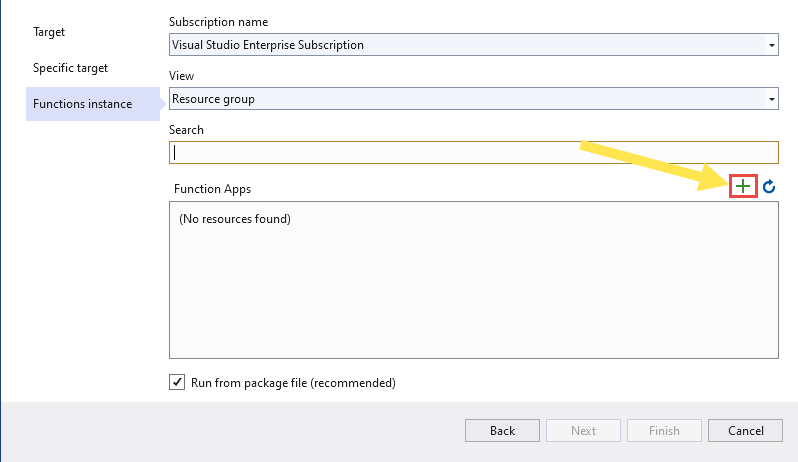 Target
Specific target
Functions instance
Subscription name
Visual Studio Enterprise Subscription
View
Resource group
Search
Function Apps
(No resources found)
Run from package file (recommended)
Back
Next
Finish
Cancel